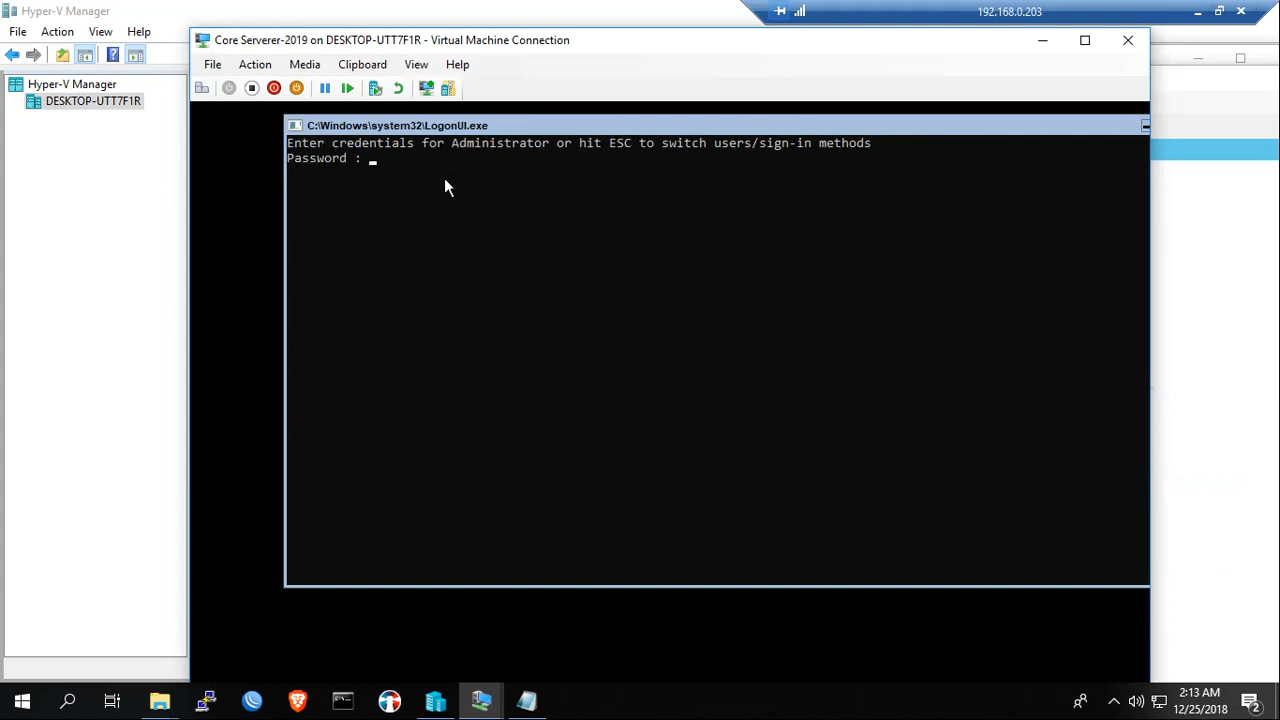 Hyper-V Manager
File Action View Help
Hyper-V Manager
DESKTOP-UTT7F1R
192.168.0.203
Core Serverer-2019 on DESKTOP-UTT7F1R - Virtual Machine Connection
File Action Media Clipboard View Help
C:\Windows\system32\LogonUI.exe
Enter credentials for Administrator or hit ESC to switch users/sign-in methods
Password :
2:13 AM
12/25/2018
2